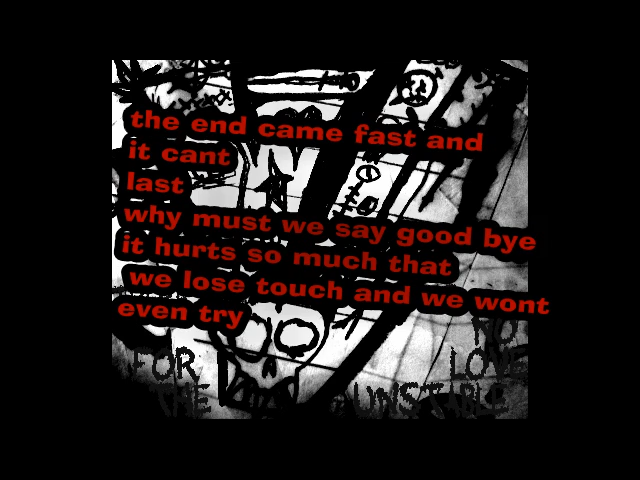 the end came fast and
it cant
last
why must we say good bye
it hurts so much that
we lose touch and we wont
even try
NO
FOR LOVE
THE UNSTABLE